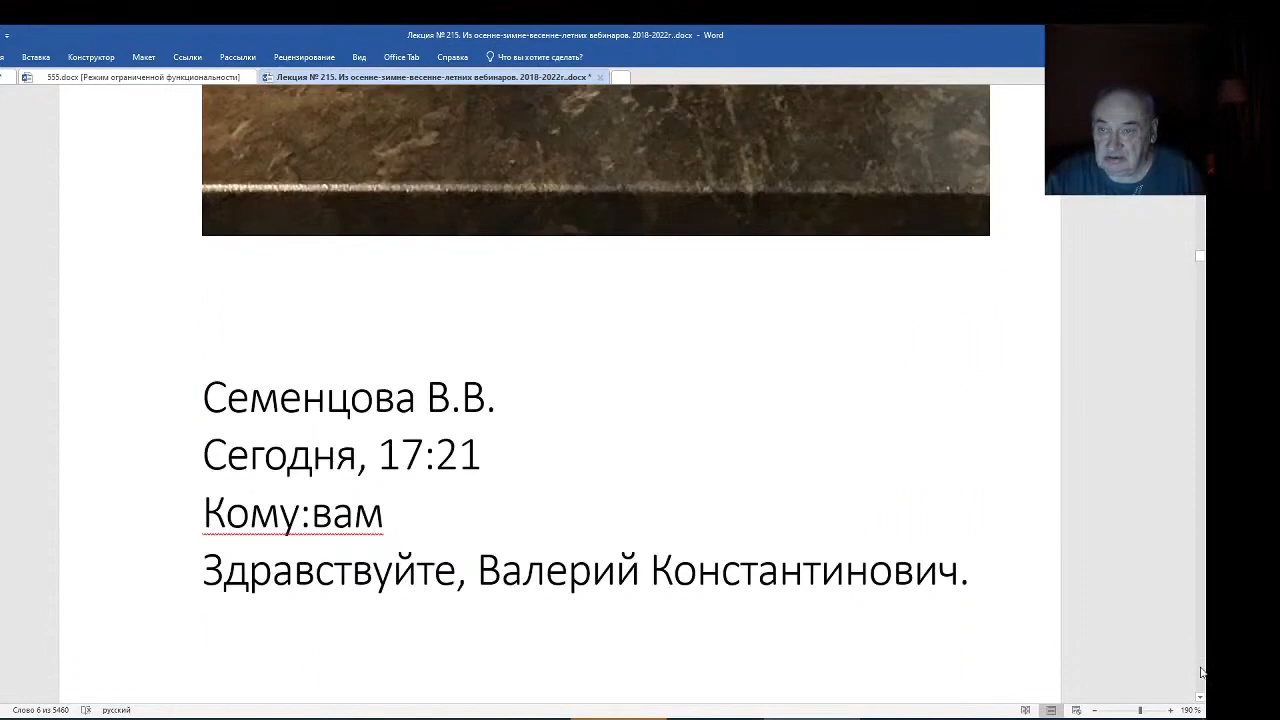 Лекция № 215. Из осенне-зимне-весенне-летних вебинаров. 2018-2022г..docx - Word
Вставка Конструктор Макет Ссылки Рассылки Рецензирование Вид Office Tab Справка Что вы хотите сделать?
555.docx [Режим ограниченной функциональности] Лекция № 215. Из осенне-зимне-весенне-летних вебинаров. 2018-2022г..docx *
Семенцова В.В.
Сегодня, 17:21
Кому:вам
Здравствуйте, Валерий Константинович.
Слово 6 из 5460 русский 190%